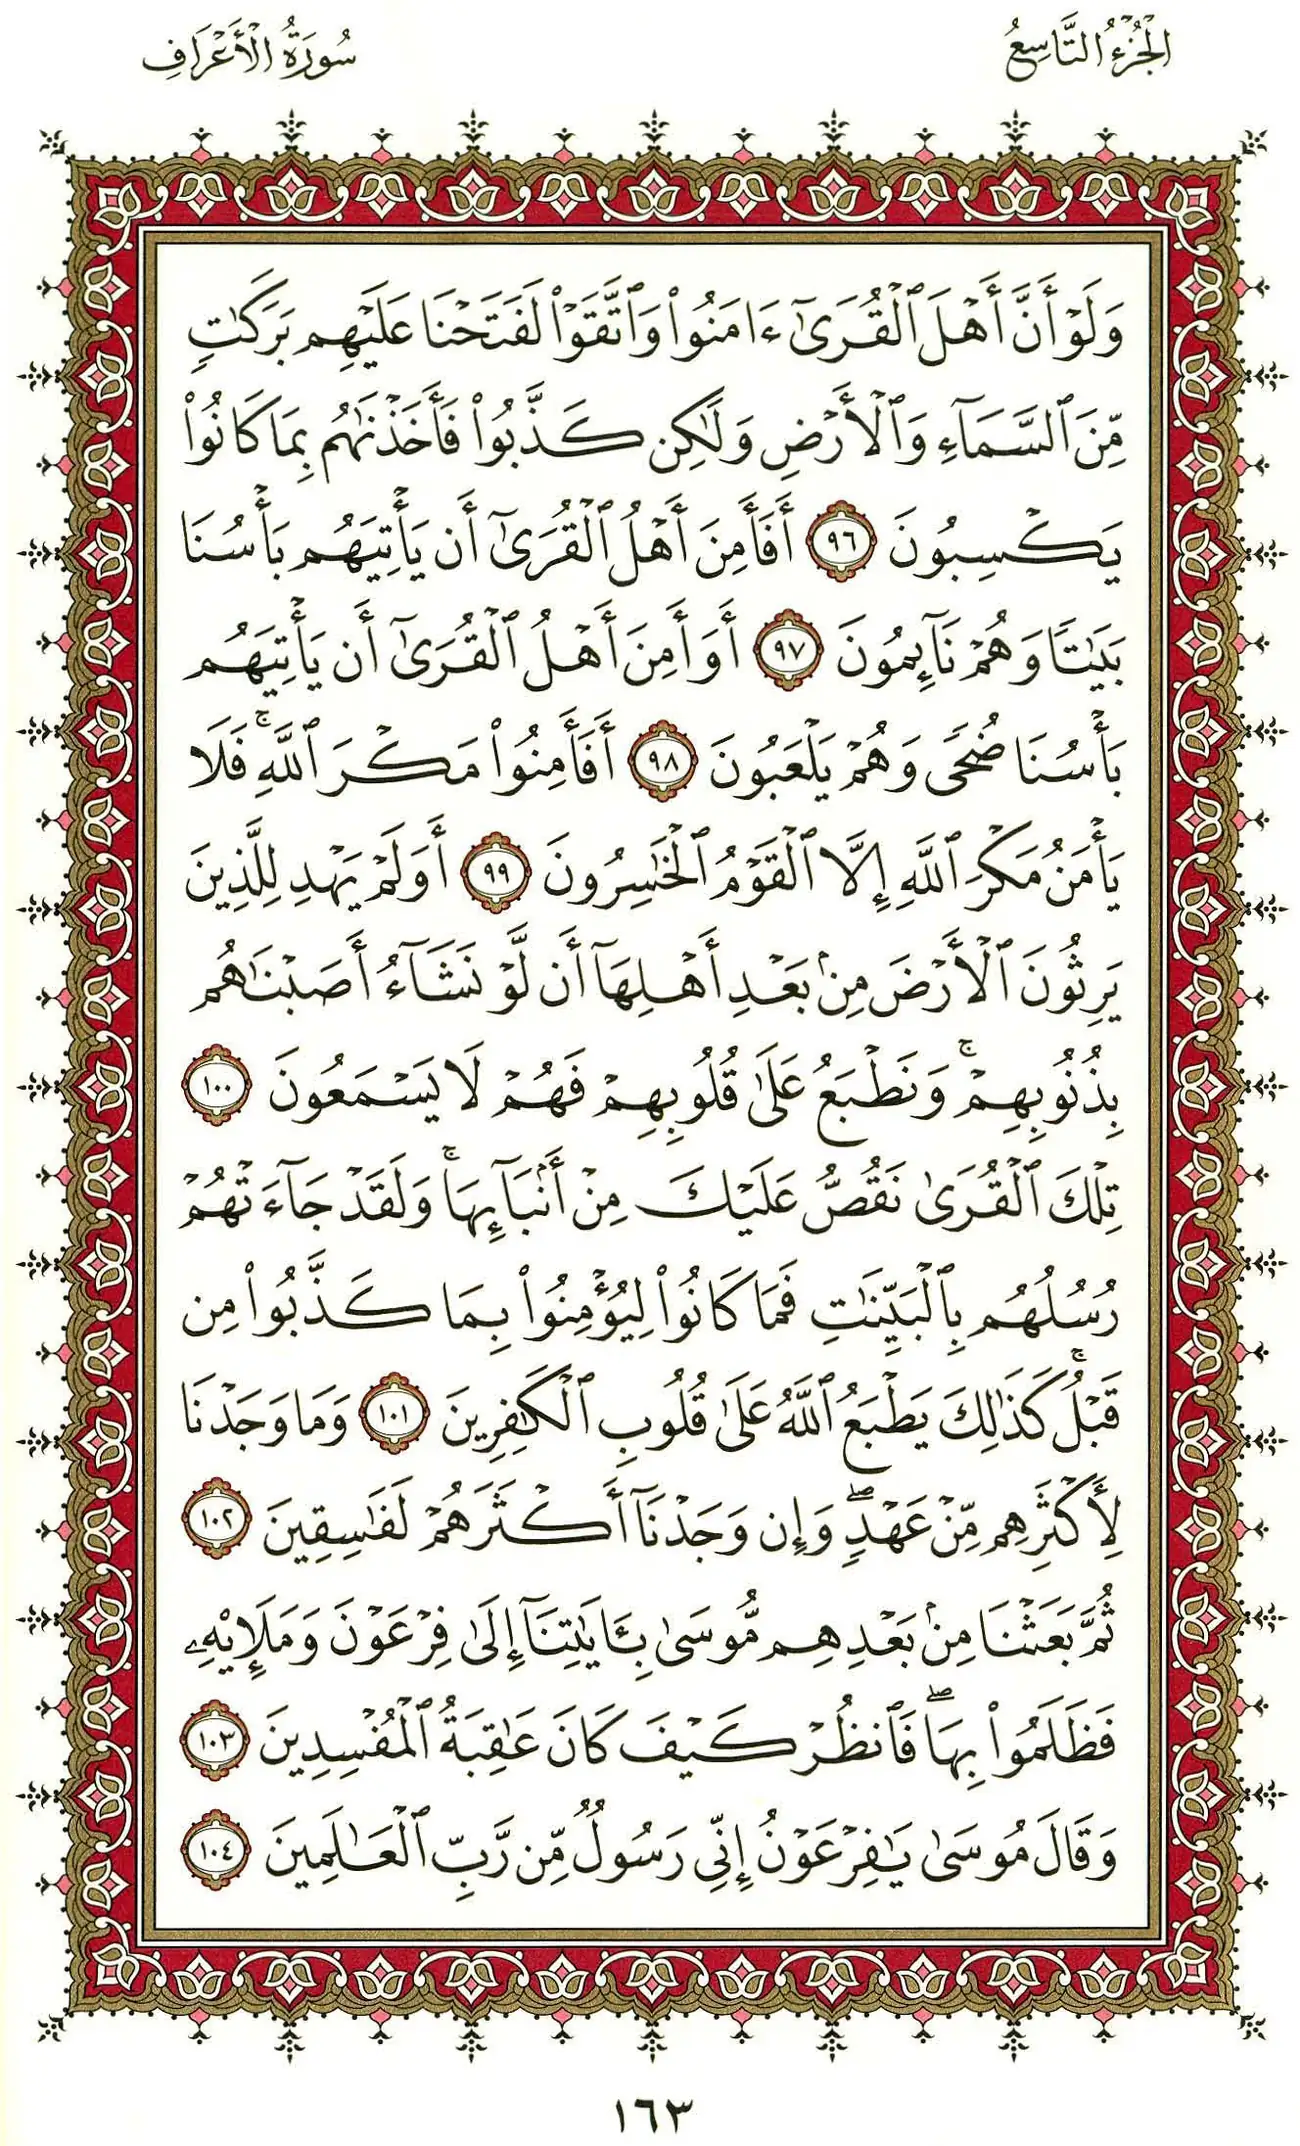 الجزء التاسع
سورة الأعراف
وَلَوۡ أَنَّ أَهۡلَ ٱلۡقُرَىٰٓ ءَامَنُواْ وَٱتَّقَوۡاْ لَفَتَحۡنَا عَلَيۡهِم بَرَكَٰتٖ
مِّنَ ٱلسَّمَآءِ وَٱلۡأَرۡضِ وَلَٰكِن كَذَّبُواْ فَأَخَذۡنَٰهُم بِمَا كَانُواْ
يَكۡسِبُونَ ٩٦ أَفَأَمِنَ أَهۡلُ ٱلۡقُرَىٰٓ أَن يَأۡتِيَهُم بَأۡسُنَا
بَيَٰتٗا وَهُمۡ نَآئِمُونَ ٩٧ أَوَأَمِنَ أَهۡلُ ٱلۡقُرَىٰٓ أَن يَأۡتِيَهُم
بَأۡسُنَا ضُحٗى وَهُمۡ يَلۡعَبُونَ ٩٨ أَفَأَمِنُواْ مَكۡرَ ٱللَّهِۚ فَلَا
يَأۡمَنُ مَكۡرَ ٱللَّهِ إِلَّا ٱلۡقَوۡمُ ٱلۡخَٰسِرُونَ ٩٩ أَوَلَمۡ يَهۡدِ لِلَّذِينَ
يَرِثُونَ ٱلۡأَرۡضَ مِنۢ بَعۡدِ أَهۡلِهَآ أَن لَّوۡ نَشَآءُ أَصَبۡنَٰهُم
بِذُنُوبِهِمۡۚ وَنَطۡبَعُ عَلَىٰ قُلُوبِهِمۡ فَهُمۡ لَا يَسۡمَعُونَ ١٠٠
تِلۡكَ ٱلۡقُرَىٰ نَقُصُّ عَلَيۡكَ مِنۡ أَنۢبَآئِهَاۚ وَلَقَدۡ جَآءَتۡهُمۡ
رُسُلُهُم بِٱلۡبَيِّنَٰتِ فَمَا كَانُواْ لِيُؤۡمِنُواْ بِمَا كَذَّبُواْ مِن
قَبۡلُۚ كَذَٰلِكَ يَطۡبَعُ ٱللَّهُ عَلَىٰ قُلُوبِ ٱلۡكَٰفِرِينَ ١٠١ وَمَا وَجَدۡنَا
لِأَكۡثَرِهِم مِّنۡ عَهۡدٖۖ وَإِن وَجَدۡنَآ أَكۡثَرَهُمۡ لَفَٰسِقِينَ ١٠٢
ثُمَّ بَعَثۡنَا مِنۢ بَعۡدِهِم مُّوسَىٰ بِـَٔايَٰتِنَآ إِلَىٰ فِرۡعَوۡنَ وَمَلَإِيْهِۦ
فَظَلَمُواْ بِهَاۖ فَٱنظُرۡ كَيۡفَ كَانَ عَٰقِبَةُ ٱلۡمُفۡسِدِينَ ١٠٣
وَقَالَ مُوسَىٰ يَٰفِرۡعَوۡنُ إِنِّي رَسُولٞ مِّن رَّبِّ ٱلۡعَٰلَمِينَ ١٠٤
١٦٣